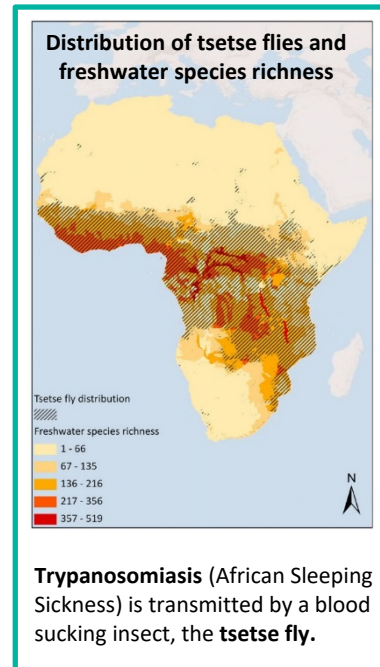 Distribution of tsetse flies and
freshwater species richness
Tsetse fly distribution
Freshwater species richness
1 - 66
67 - 135
136 - 216
217 - 356
357 - 519
N
Trypanosomiasis (African Sleeping
Sickness) is transmitted by a blood
sucking insect, the tsetse fly.